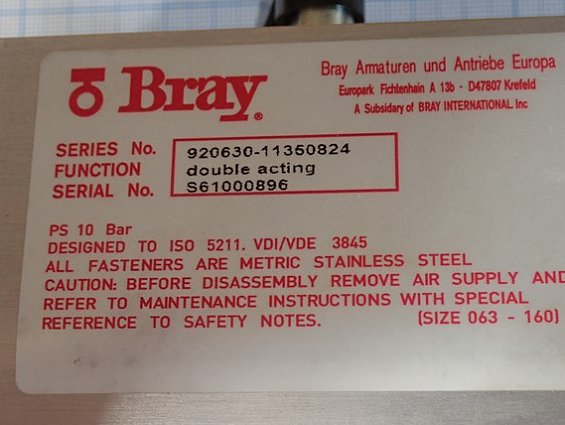 Bray®
Bray Armaturen und Antriebe Europa
Europark Fichtenhain A 13b · D47807 Krefeld
A Subsidary of BRAY INTERNATIONAL Inc
SERIES No. 920630-11350824
FUNCTION double acting
SERIAL No. S61000896
PS 10 Bar
DESIGNED TO ISO 5211. VDI/VDE 3845
ALL FASTENERS ARE METRIC STAINLESS STEEL
CAUTION: BEFORE DISASSEMBLY REMOVE AIR SUPPLY AND
REFER TO MAINTENANCE INSTRUCTIONS WITH SPECIAL
REFERENCE TO SAFETY NOTES. (SIZE 063 - 160)